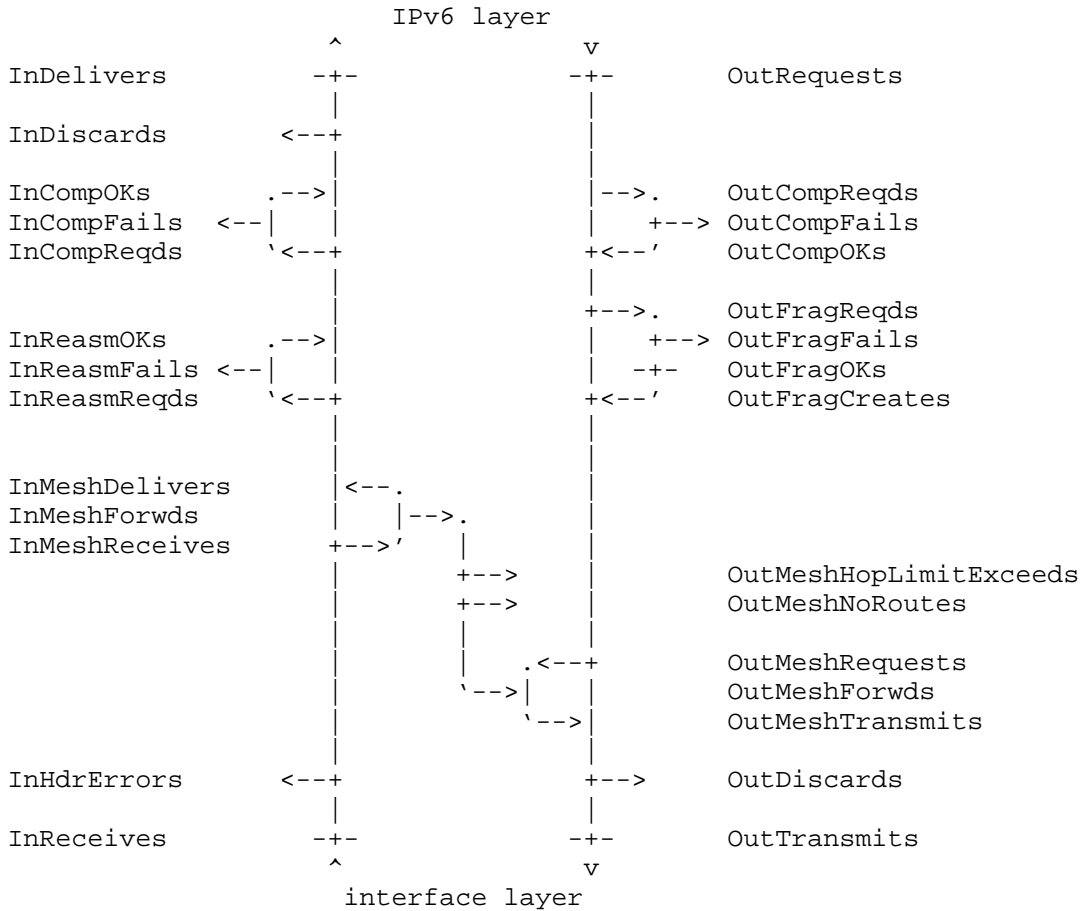 IPv6 layer
InDelivers OutRequests
InDiscards
InCompOKs OutCompReqds
InCompFails OutCompFails
InCompReqds OutCompOKs
OutFragReqds
InReasmOKs OutFragFails
InReasmFails OutFragOKs
InReasmReqds OutFragCreates
InMeshDelivers
InMeshForwds
InMeshReceives
OutMeshHopLimitExceeds
OutMeshNoRoutes
OutMeshRequests
OutMeshForwds
OutMeshTransmits
InHdrErrors OutDiscards
InReceives OutTransmits
interface layer